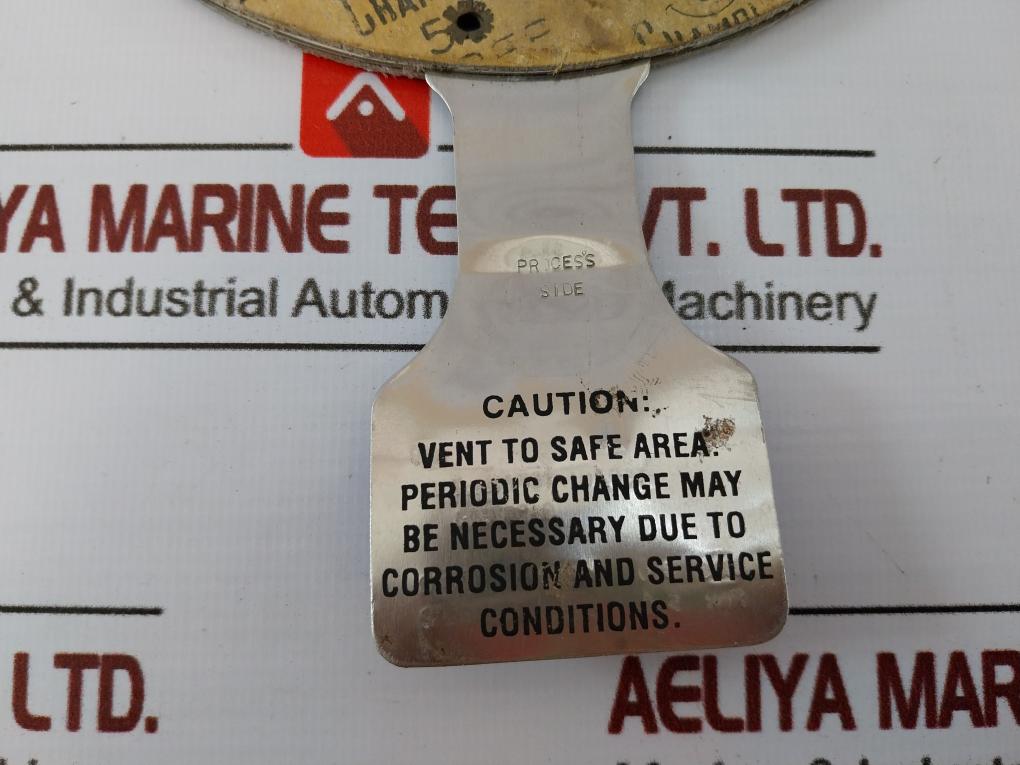 5
YA MARINE TE VT. LTD.
& Industrial Autom Machinery
PROCESS
SIDE
CAUTION:
VENT TO SAFE AREA.
PERIODIC CHANGE MAY
BE NECESSARY DUE TO
CORROSION AND SERVICE
CONDITIONS.
LTD.
AELIYA MAR